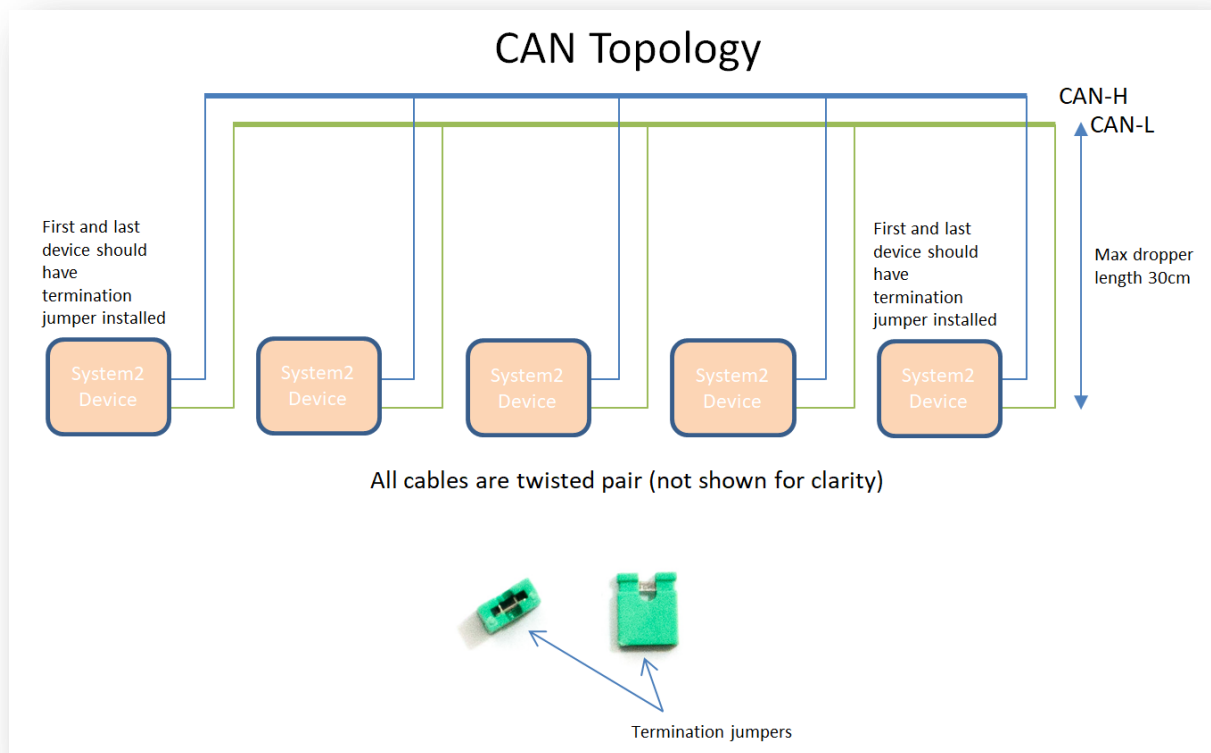 CAN Topology
CAN-H
CAN-L
First and last
device should
have
termination
jumper installed
First and last
device should
have
termination
jumper installed
Max dropper
length 30cm
System2
Device
System2
Device
System2
Device
System2
Device
System2
Device
All cables are twisted pair (not shown for clarity)
Termination jumpers